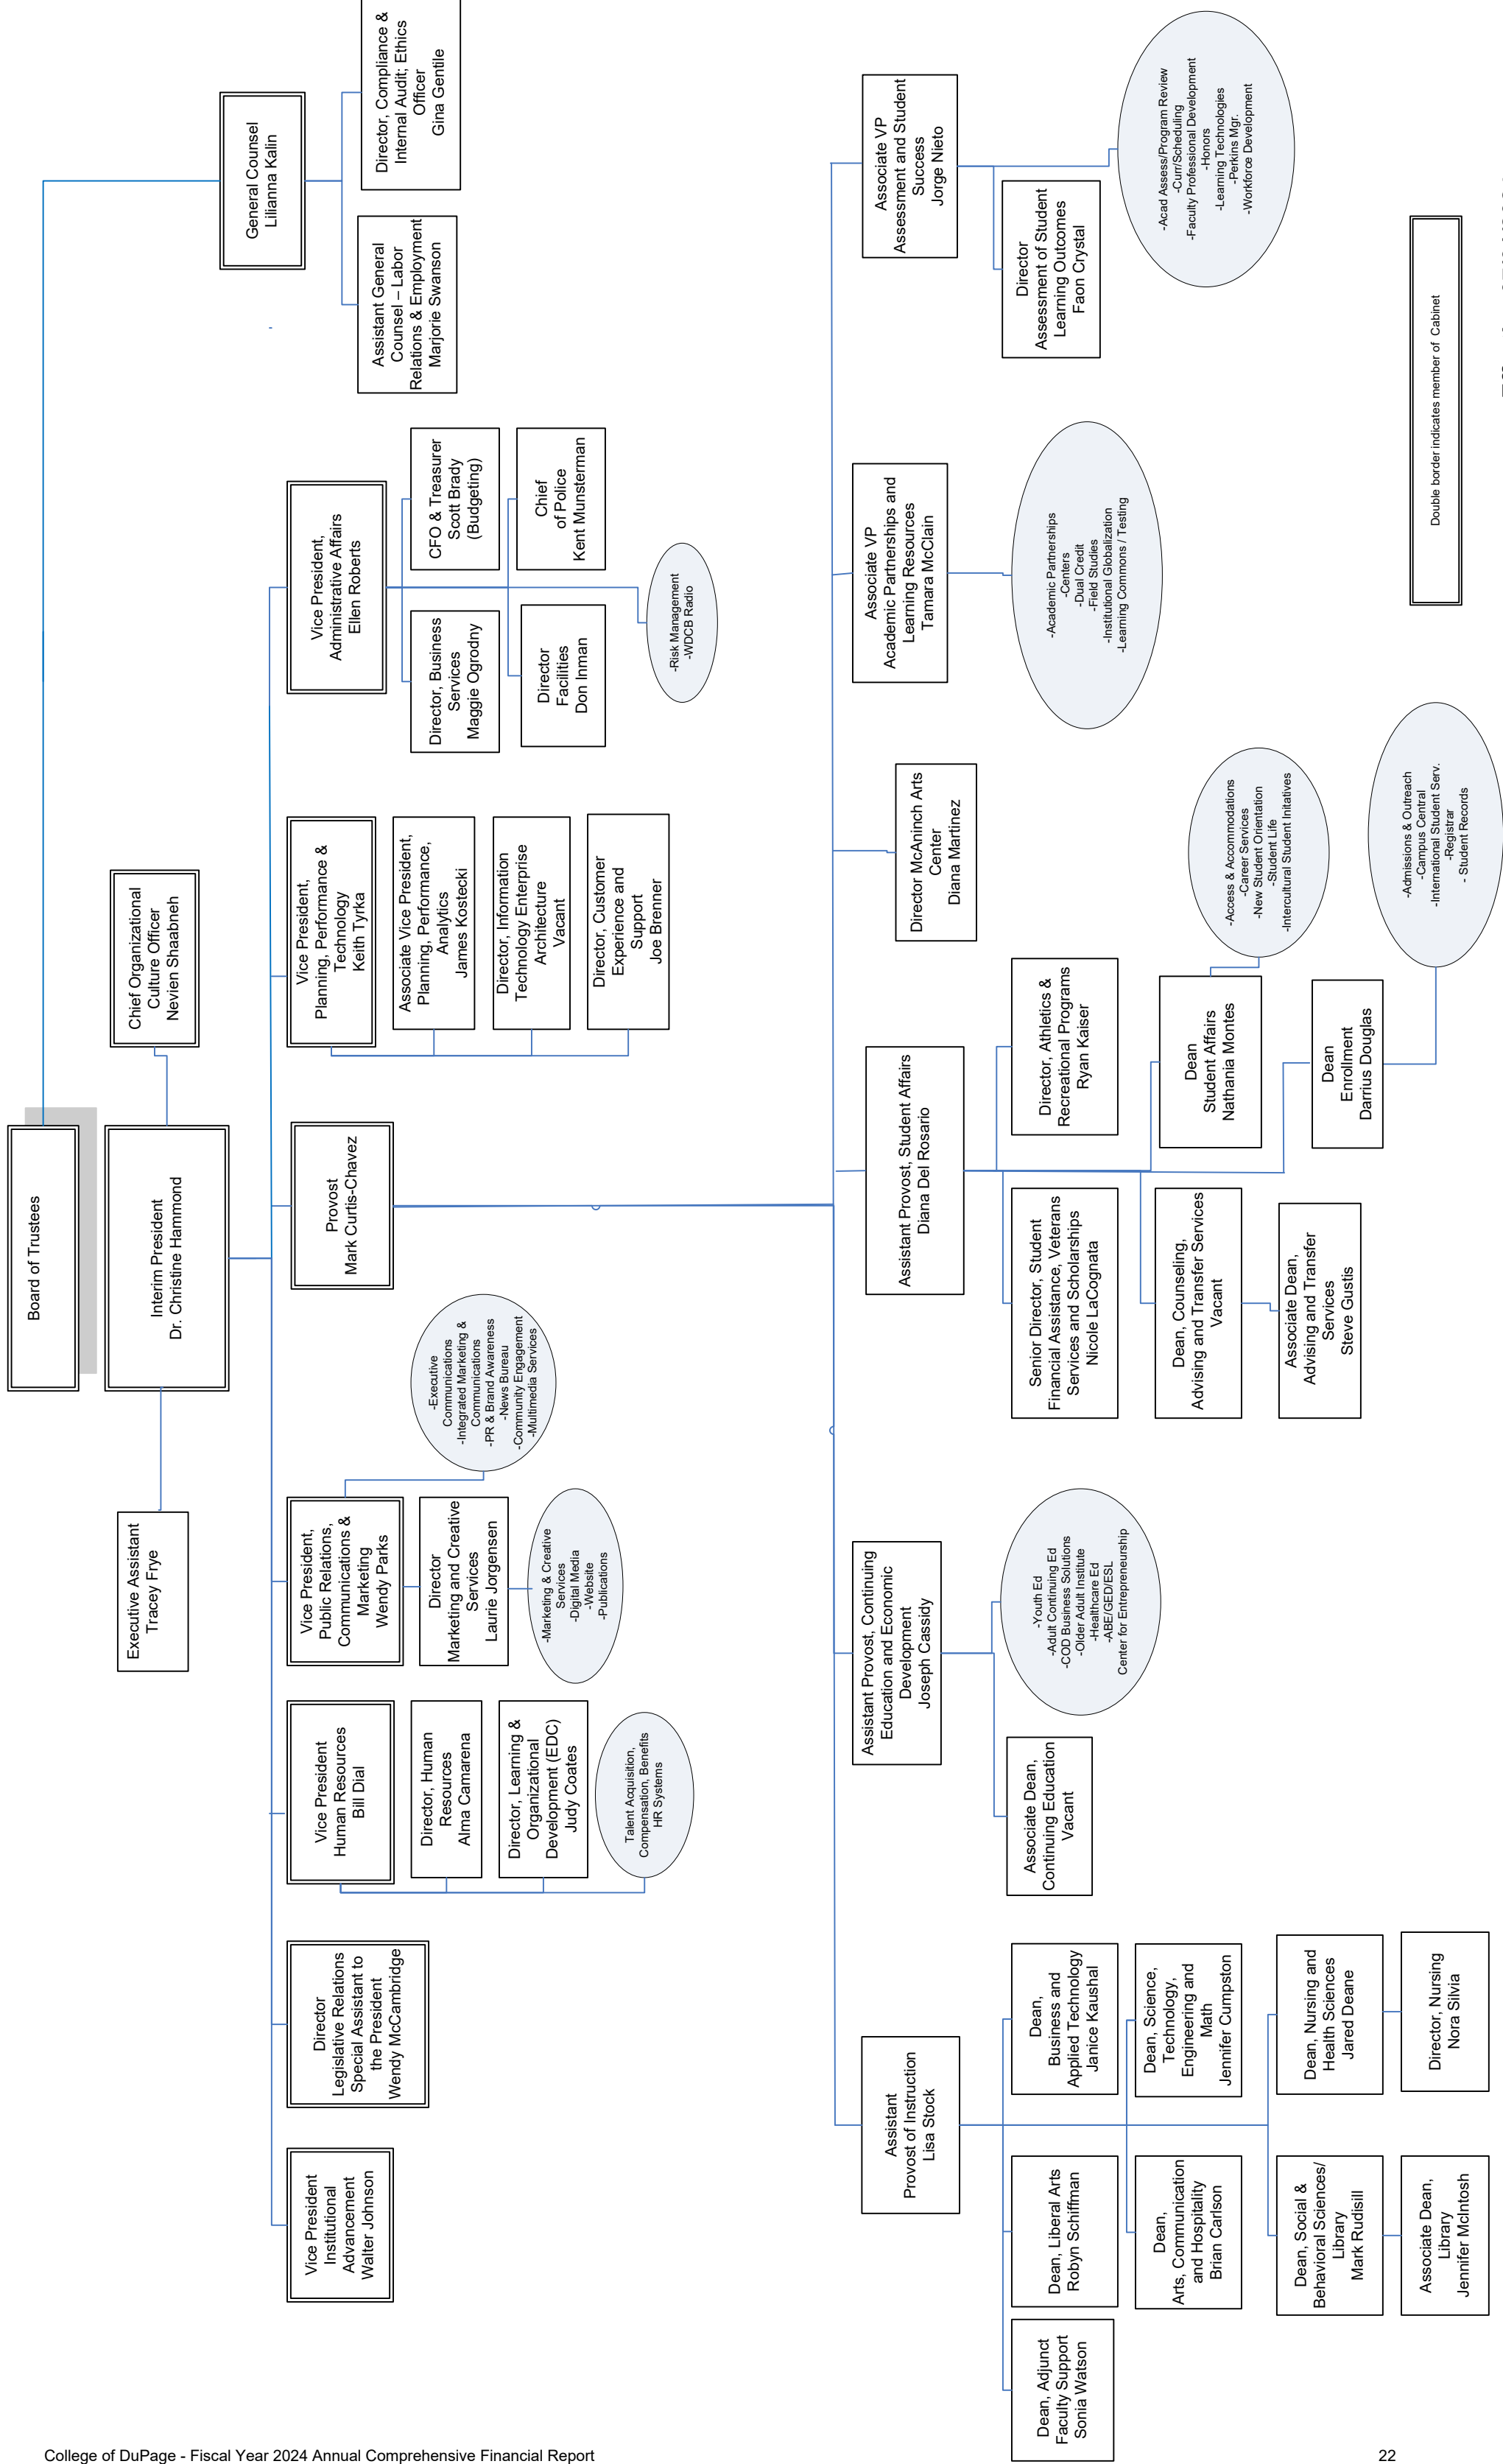 Board of Trustees
Interim President
Dr. Christine Hammond
Executive Assistant
Tracey Frye
Chief Organizational
Culture Officer
Nevien Shaabneh
General Counsel
Lilianna Kalin
Assistant General
Counsel – Labor
Relations & Employment
Marjorie Swanson
Director, Compliance &
Internal Audit; Ethics
Officer
Gina Gentile
Vice President
Institutional
Advancement
Walter Johnson
Director
Legislative Relations
Special Assistant to
the President
Wendy McCambridge
Vice President
Human Resources
Bill Dial
Director, Human
Resources
Alma Camarena
Director, Learning &
Organizational
Development (EDC)
Judy Coates
Talent Acquisition,
Compensation, Benefits
HR Systems
Vice President,
Public Relations,
Communications &
Marketing
Wendy Parks
Director
Marketing and Creative
Services
Laurie Jorgensen
-Marketing & Creative
Services
-Digital Media
-Website
-Publications
-Executive
Communications
-Integrated Marketing &
Communications
-PR & Brand Awareness
-News Bureau
-Community Engagement
-Multimedia Services
Provost
Mark Curtis-Chavez
Vice President,
Planning, Performance &
Technology
Keith Tyrka
Associate Vice President,
Planning, Performance,
Analytics
James Kostecki
Director, Information
Technology Enterprise
Architecture
Vacant
Director, Customer
Experience and
Support
Joe Brenner
Vice President,
Administrative Affairs
Ellen Roberts
Director, Business
Services
Maggie Ogrodny
CFO & Treasurer
Scott Brady
(Budgeting)
Director
Facilities
Don Inman
Chief
of Police
Kent Munsterman
-Risk Management
-WDCB Radio
Assistant
Provost of Instruction
Lisa Stock
Dean, Adjunct
Faculty Support
Sonia Watson
Dean, Liberal Arts
Robyn Schiffman
Dean,
Business and
Applied Technology
Janice Kaushal
Dean,
Arts, Communication
and Hospitality
Brian Carlson
Dean, Science,
Technology,
Engineering and
Math
Jennifer Cumpston
Dean, Social &
Behavioral Sciences/
Library
Mark Rudisill
Dean, Nursing and
Health Sciences
Jared Deane
Associate Dean,
Library
Jennifer McIntosh
Director, Nursing
Nora Silvia
Assistant Provost, Continuing
Education and Economic
Development
Joseph Cassidy
Associate Dean,
Continuing Education
Vacant
-Youth Ed
-Adult Continuing Ed
-COD Business Solutions
-Older Adult Institute
-Healthcare Ed
-ABE/GED/ESL
Center for Entrepreneurship
Assistant Provost, Student Affairs
Diana Del Rosario
Senior Director, Student
Financial Assistance, Veterans
Services and Scholarships
Nicole LaCognata
Director, Athletics &
Recreational Programs
Ryan Kaiser
Dean, Counseling,
Advising and Transfer Services
Vacant
Dean
Student Affairs
Nathania Montes
-Access & Accommodations
-Career Services
-New Student Orientation
-Student Life
-Intercultural Student Initatives
Associate Dean,
Advising and Transfer
Services
Steve Gustis
Dean
Enrollment
Darrius Douglas
-Admissions & Outreach
-Campus Central
-International Student Serv.
-Registrar
- Student Records
Director McAninch Arts
Center
Diana Martinez
Associate VP
Academic Partnerships and
Learning Resources
Tamara McClain
-Academic Partnerships
-Centers
-Dual Credit
-Field Studies
-Institutional Globalization
-Learning Commons / Testing
Associate VP
Assessment and Student
Success
Jorge Nieto
Director
Assessment of Student
Learning Outcomes
Faon Crystal
-Acad Assess/Program Review
-Curr/Scheduling
-Faculty Professional Development
-Honors
-Learning Technologies
-Perkins Mgr.
-Workforce Development
Double border indicates member of Cabinet
College of DuPage - Fiscal Year 2024 Annual Comprehensive Financial Report
22